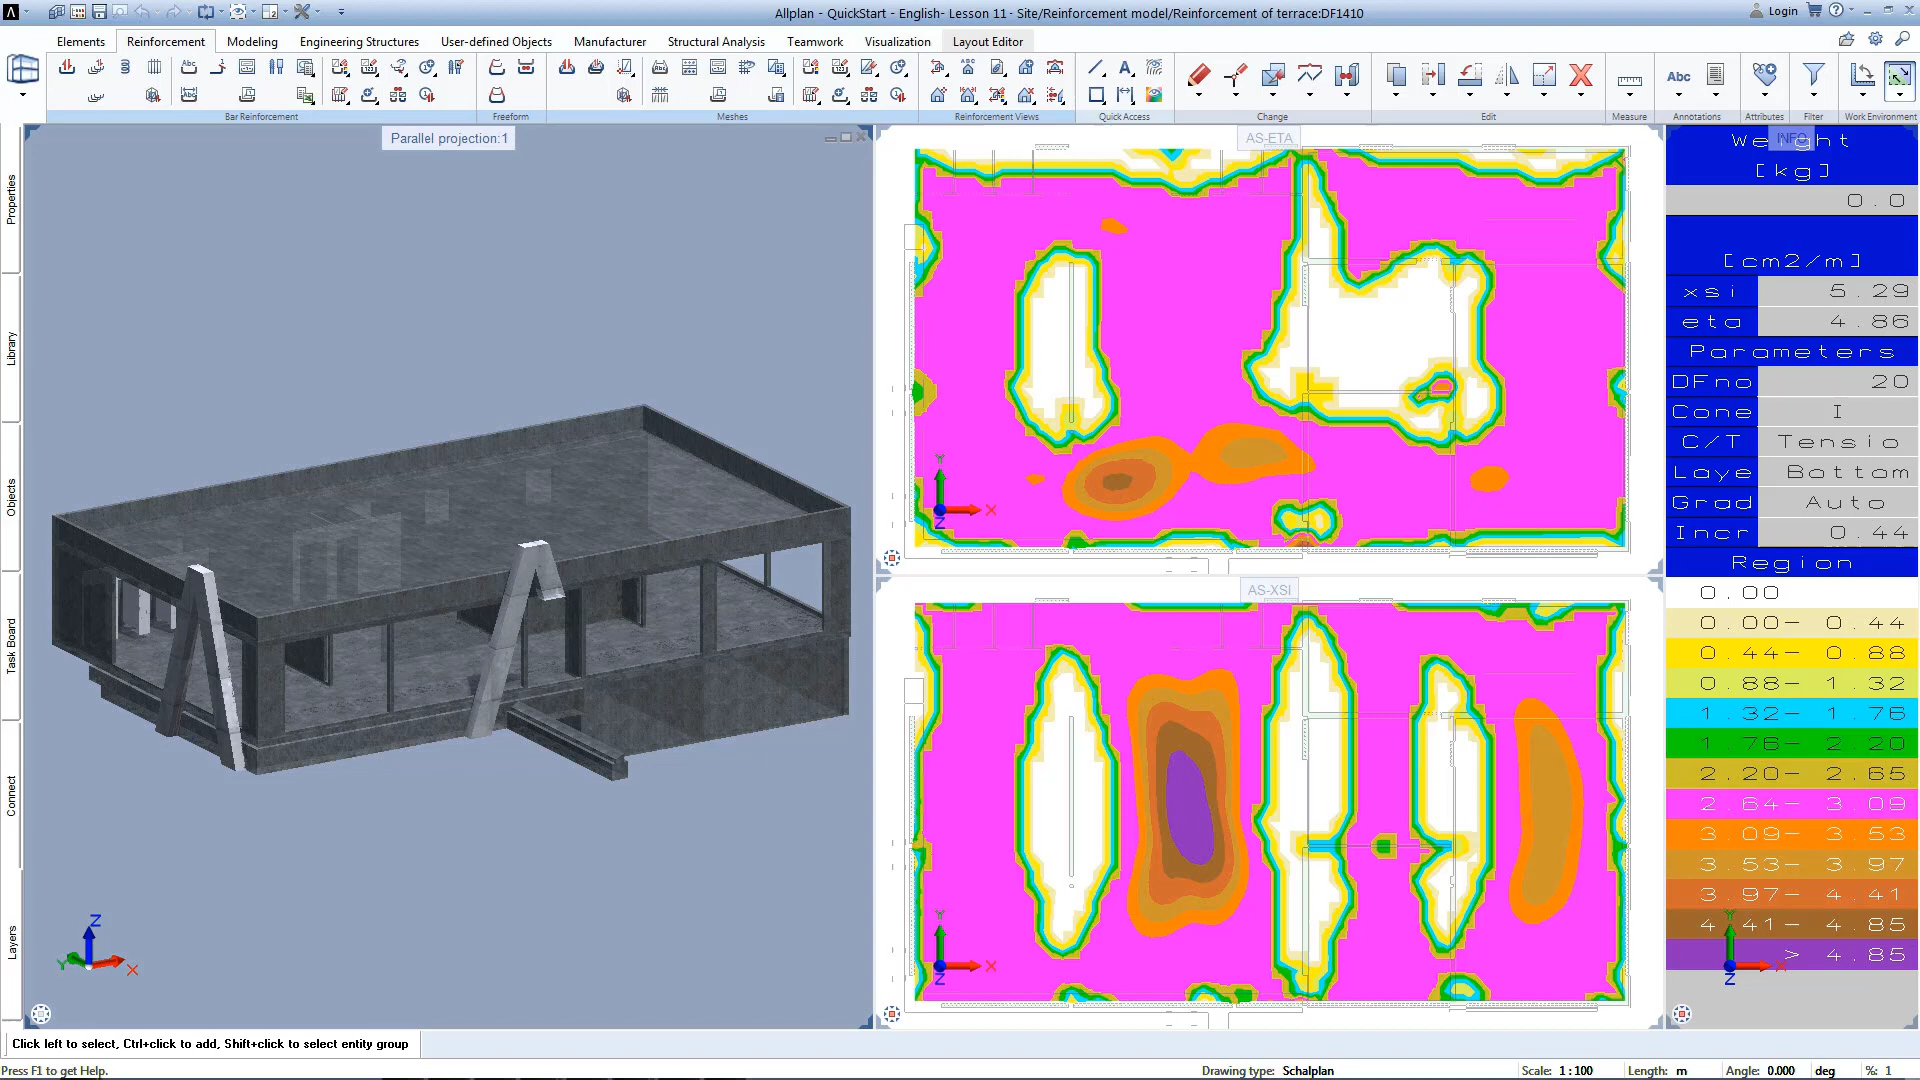 Allplan - QuickStart - English- Lesson 11 - Site/Reinforcement model/Reinforcement of terrace:DF1410
Login
Elements
Reinforcement
Modeling
Engineering Structures
User-defined Objects
Manufacturer
Structural Analysis
Teamwork
Visualization
Layout Editor
Bar Reinforcement
Freeform
Meshes
Reinforcement Views
Quick Access
Change
Edit
Measure
Annotations
Attributes
Filter
Work Environment
Abc
Properties
Library
Objects
Task Board
Connect
Layers
Parallel projection:1
AS-ETA
AS-XSI
INFO
Weight
[kg]
0.0
[cm2/m]
xsi 5.29
eta 4.86
Parameters
DFno 20
Cone I
C/T Tensio
Laye Bottom
Grad Auto
Incr 0.44
Region
0.00
0.00- 0.44
0.44- 0.88
0.88- 1.32
1.32- 1.76
1.76- 2.20
2.20- 2.65
2.64- 3.09
3.09- 3.53
3.53- 3.97
3.97- 4.41
4.41- 4.85
> 4.85
Z
Y
X
Y
X
Z
Y
X
Z
Y
X
Z
Click left to select, Ctrl+click to add, Shift+click to select entity group
Press F1 to get Help.
Drawing type: Schalplan
Scale: 1 : 100
Length: m
Angle: 0.000 deg
%: 1